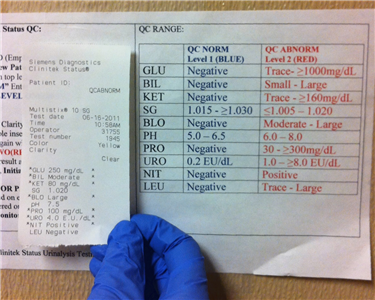 Status QC:
QC RANGE:
QC NORM QC ABNORM
Level 1 (BLUE) Level 2 (RED)
GLU Negative Trace- ≥1000mg/dL
BIL Negative Small - Large
KET Negative Trace- ≥160mg/dL
SG 1.015 - ≥1.030 ≤1.005 – 1.020
BLO Negative Moderate - Large
PH 5.0 – 6.5 6.0 – 8.0
PRO Negative 30 - ≥300mg/dL
URO 0.2 EU/dL 1.0 – ≥8.0 EU/dL
NIT Negative Positive
LEU Negative Trace - Large
Siemens Diagnostics
Clinitek Status®
Patient ID:
QCABNORM
Multistix® 10 SG
Test date 06-16-2011
Time 10:58AM
Operator 31755
Test number 1945
Color Yellow
Clarity
Clear
*GLU 250 mg/dL *
*BIL Moderate *
*KET 80 mg/dL *
SG 1.020
*BLO Large *
pH 7.5
*PRO 100 mg/dL *
*URO 4.0 E.U./dL *
*NIT Positive *
LEU Negative
Status Urinalysis